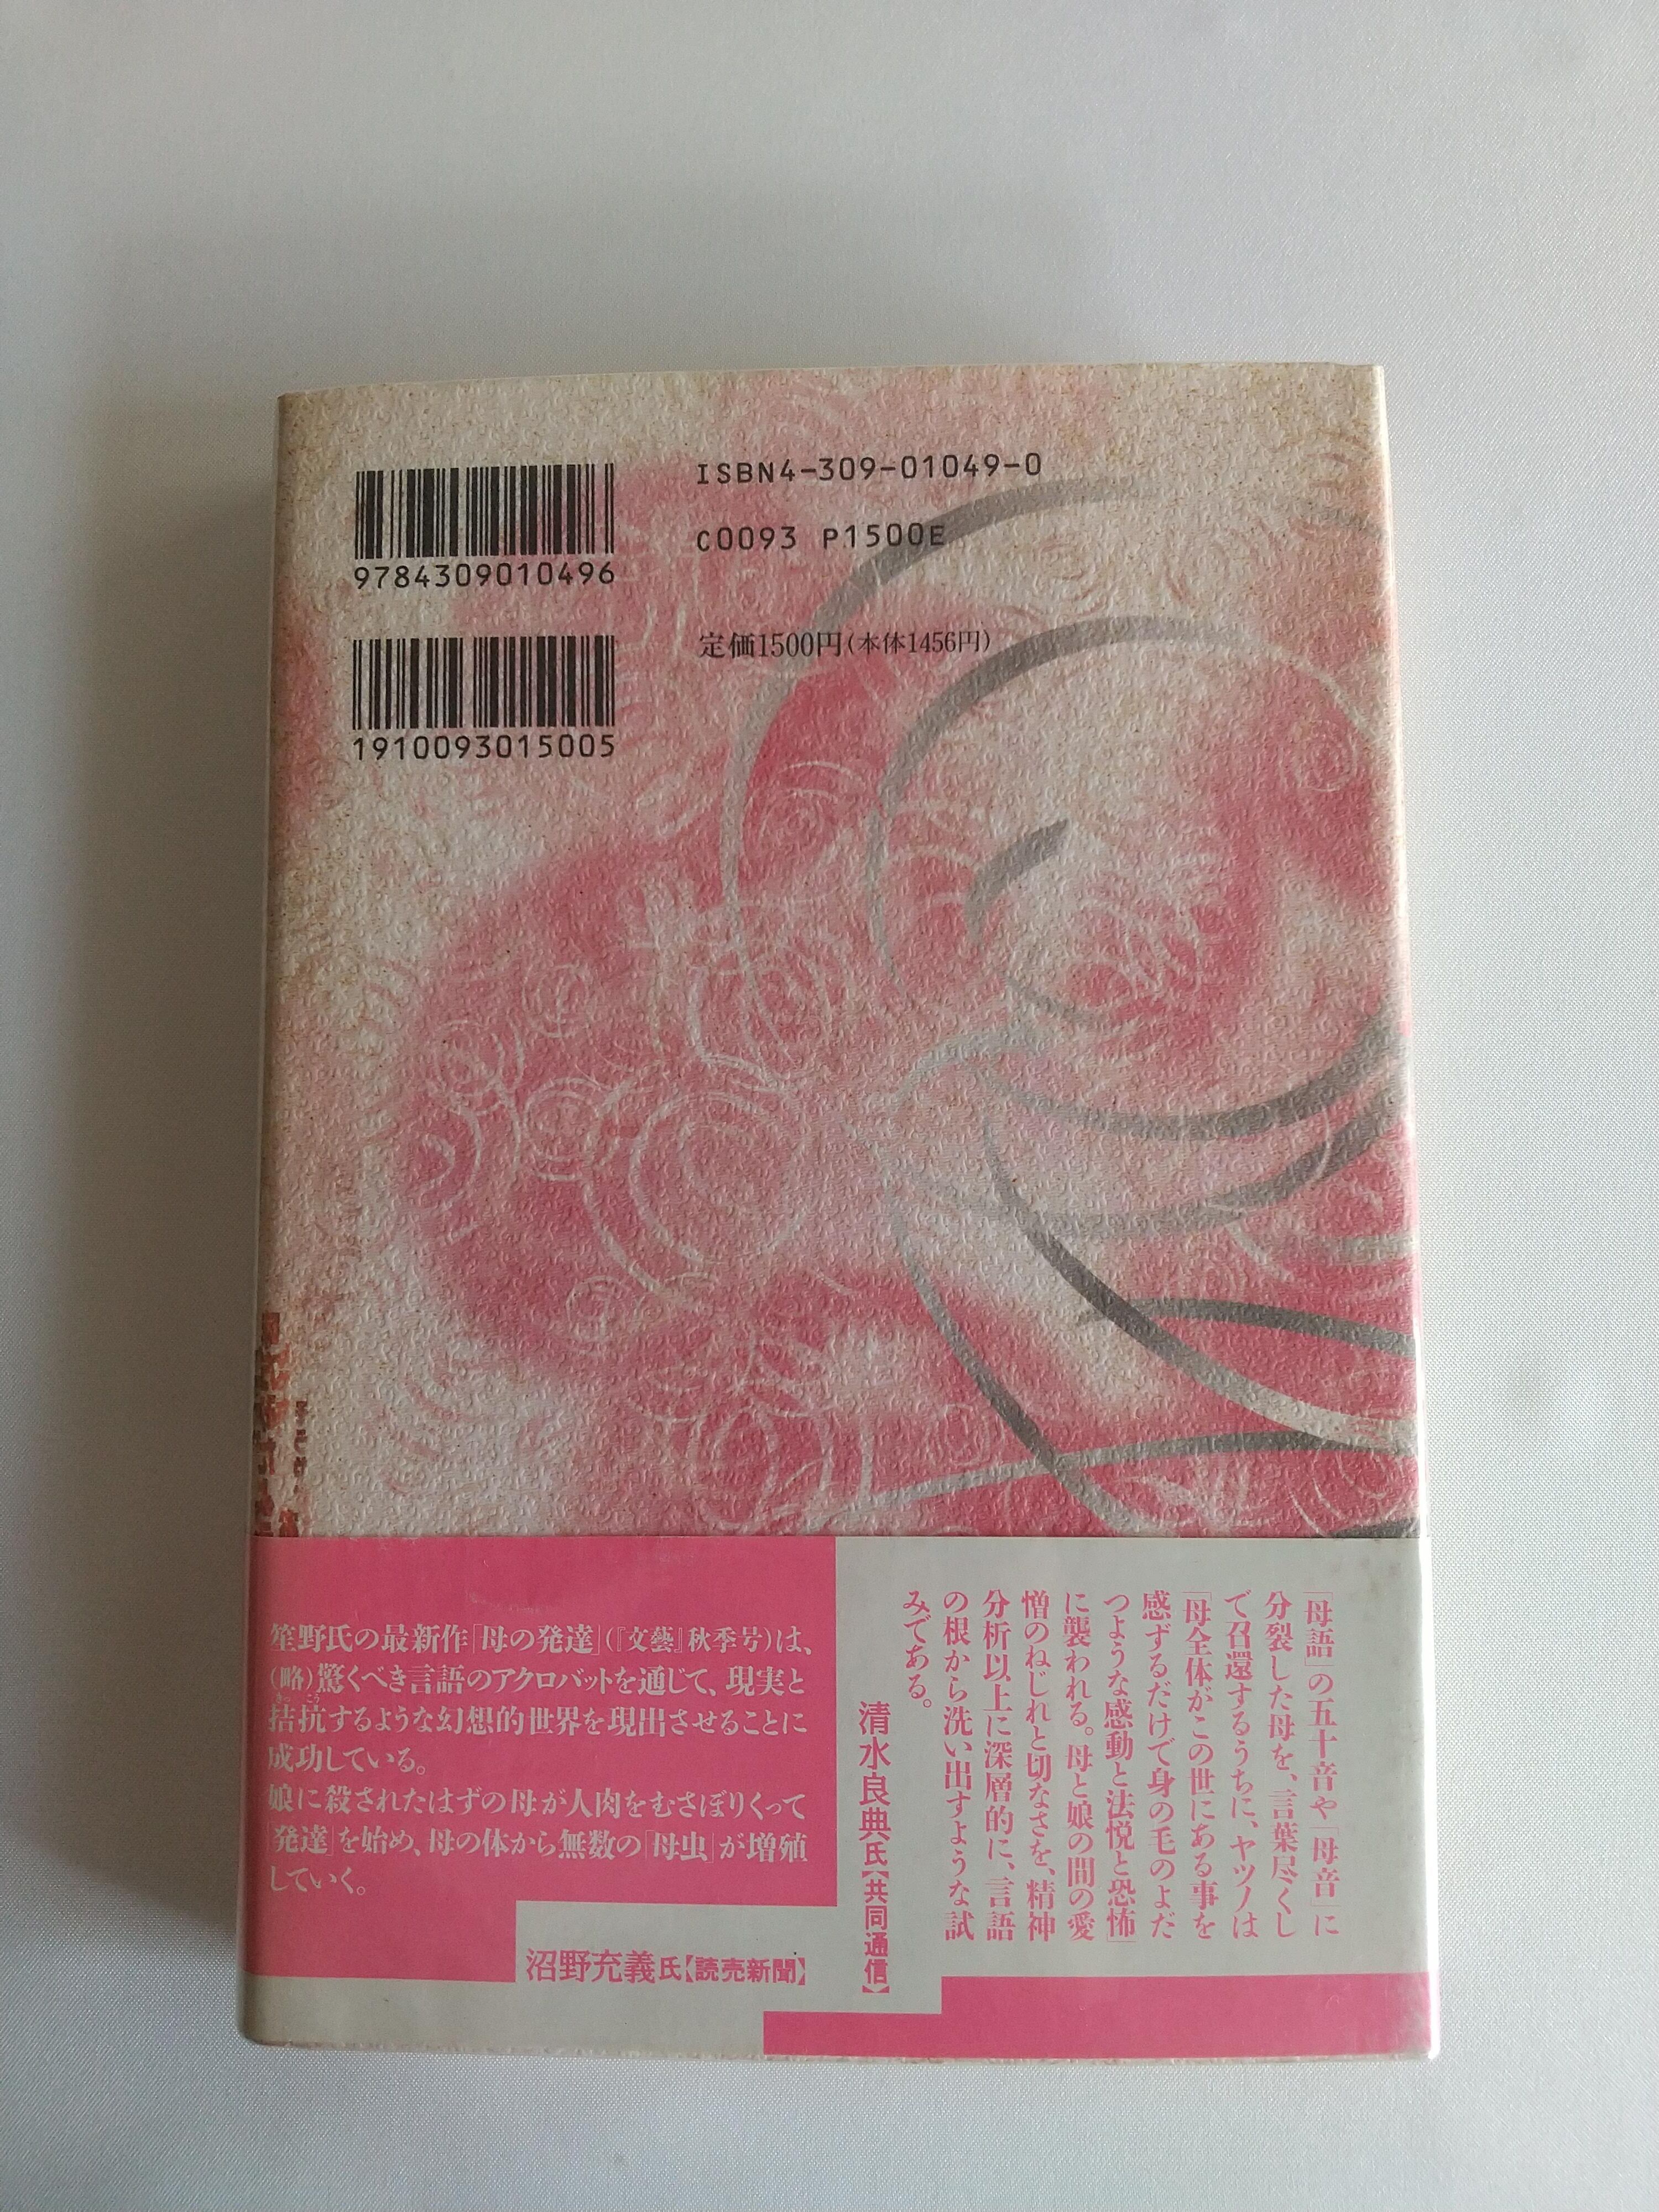 ISBN4-309-01049-0
C0093 P1500E
9784309010496
定価1500円(本体1456円)
1910093015005
「母語」の五十音や「母音」に
分裂した母を、言葉尽くし
で召還するうちに、ヤツノは
「母全体がこの世にある事を
感ずるだけで身の毛のよだ
つような感動と法悦と恐怖」
に襲われる。母と娘の間の愛
憎のねじれと切なさを、精神
分析以上に深層的に、言語
の根から洗い出すような試
みである。
清水良典氏【共同通信】
笙野氏の最新作「母の発達」(『文藝』秋季号)は、
(略)驚くべき言語のアクロバットを通じて、現実と
拮抗するような幻想的世界を現出させることに
きっこう
成功している。
娘に殺されたはずの母が人肉をむさぼりくって
「発達」を始め、母の体から無数の「母虫」が増殖
していく。
沼野充義氏【読売新聞】